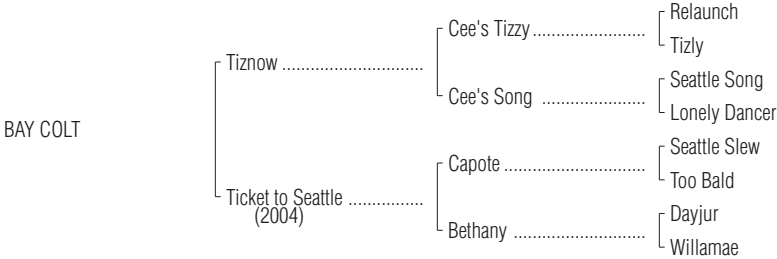 Relaunch
Cee's Tizzy........................
Tizly
Tiznow ..............................
Seattle Song
Cee's Song ......................
Lonely Dancer
BAY COLT
Seattle Slew
Capote..............................
Too Bald
Ticket to Seattle ................
(2004)
Dayjur
Bethany ............................
Willamae